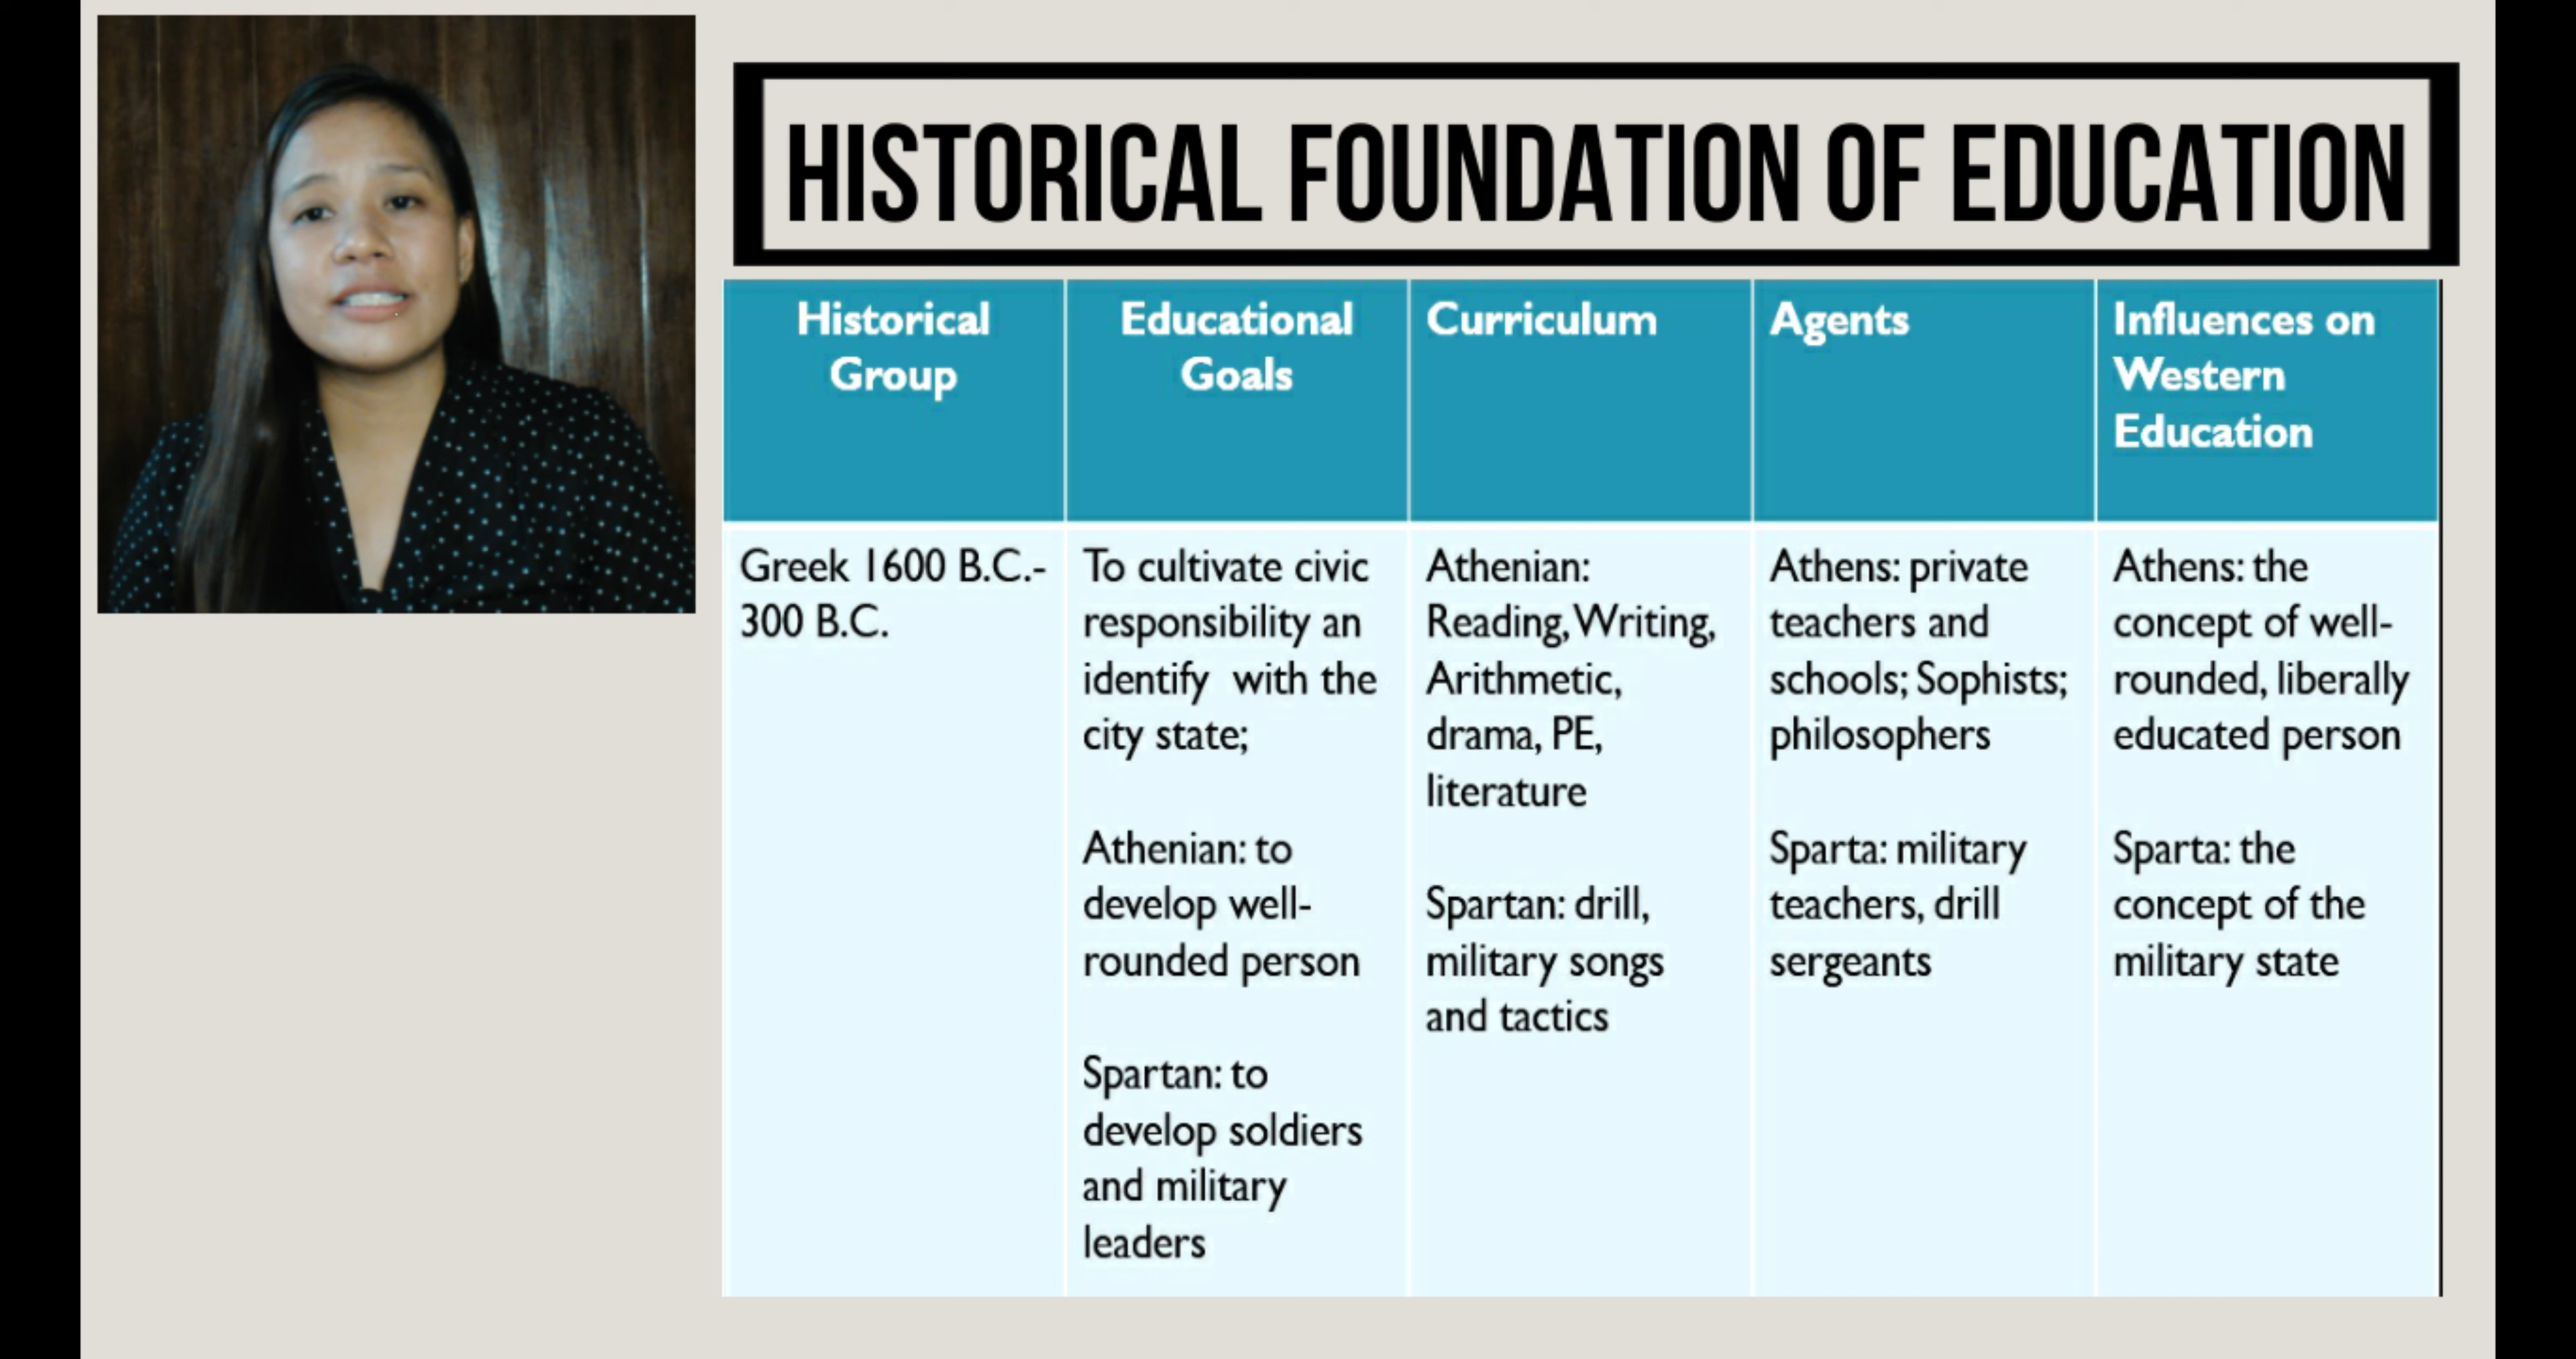 HISTORICAL FOUNDATION OF EDUCATION
Historical
Group
Educational
Goals
Curriculum
Agents
Influences on
Western
Education
Greek 1600 B.C.-
300 B.C.
To cultivate civic
responsibility an
identify with the
city state;
Athenian: to
develop well-
rounded person
Spartan: to
develop soldiers
and military
leaders
Athenian:
Reading, Writing,
Arithmetic,
drama, PE,
literature
Spartan: drill,
military songs
and tactics
Athens: private
teachers and
schools; Sophists;
philosophers
Sparta: military
teachers, drill
sergeants
Athens: the
concept of well-
rounded, liberally
educated person
Sparta: the
concept of the
military state